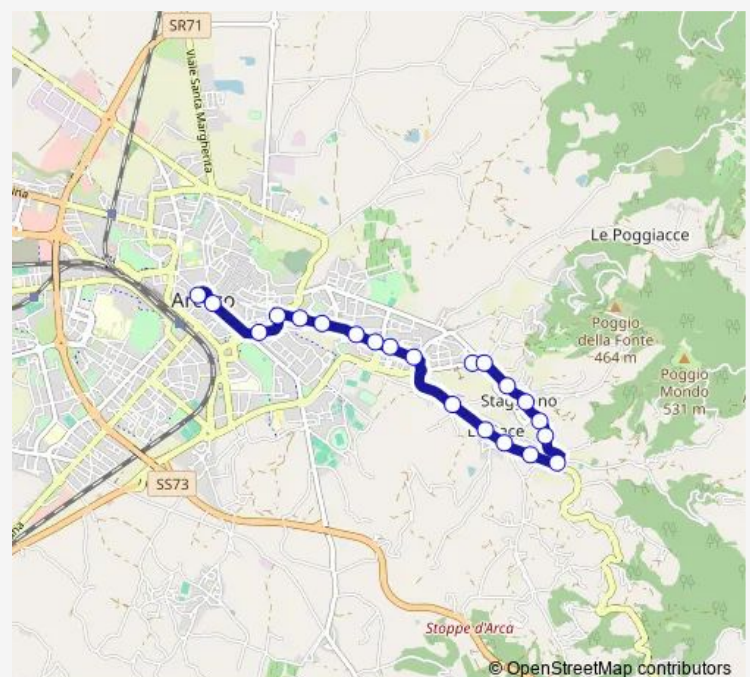 SR71
Viale Santa Margherita
Le Poggiacce
Poggio
della Fonte
464 m
Poggio
Mondo
531 m
SS73
Stoppe d'Arca
© OpenStreetMap contributors